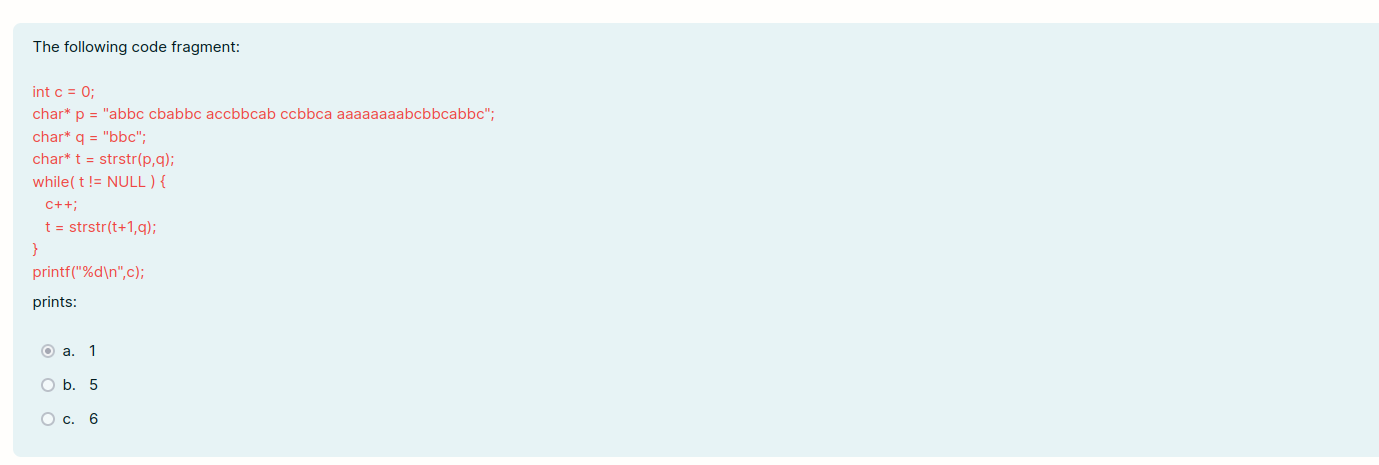 The following code fragment:
int c = 0;
char* p = "abbc cbabbc accbbcab ccbbca aaaaaaaabcbbcabbc";
char* q = "bbc";
char* t = strstr(p,q);
while( t != NULL ) {
c++;
t = strstr(t+1,q);
}
printf("%d\n",c);
prints:
a. 1
b. 5
c. 6